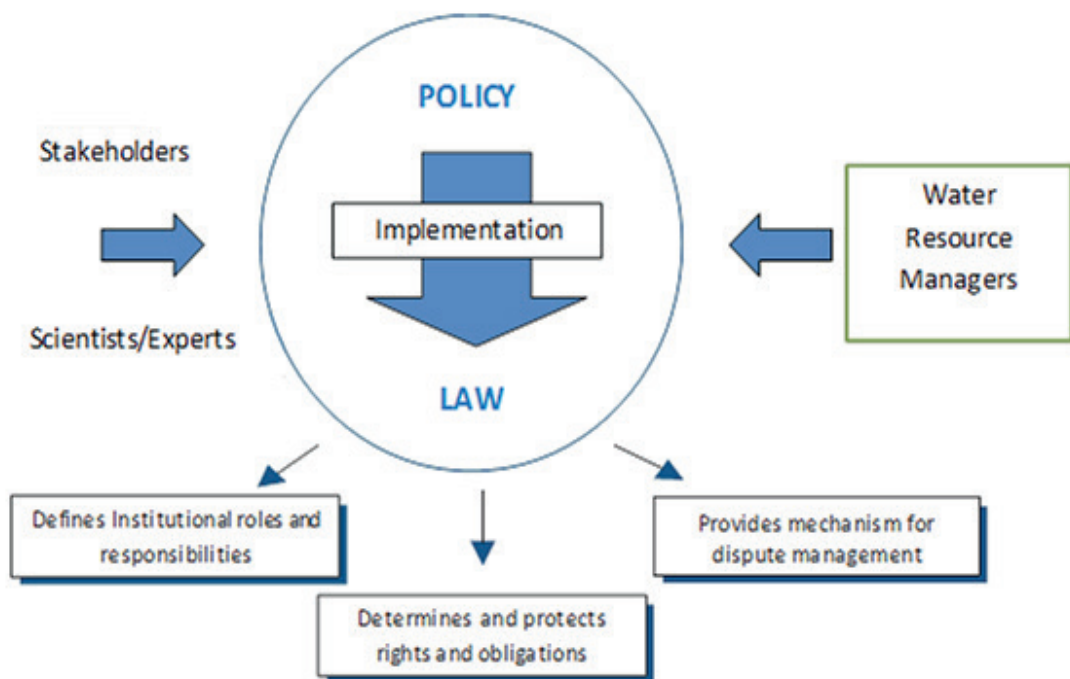 POLICY
Stakeholders
Implementation
Scientists/Experts
LAW
Water
Resource
Managers
Defines Institutional roles and
responsibilities
Determines and protects
rights and obligations
Provides mechanism for
dispute management